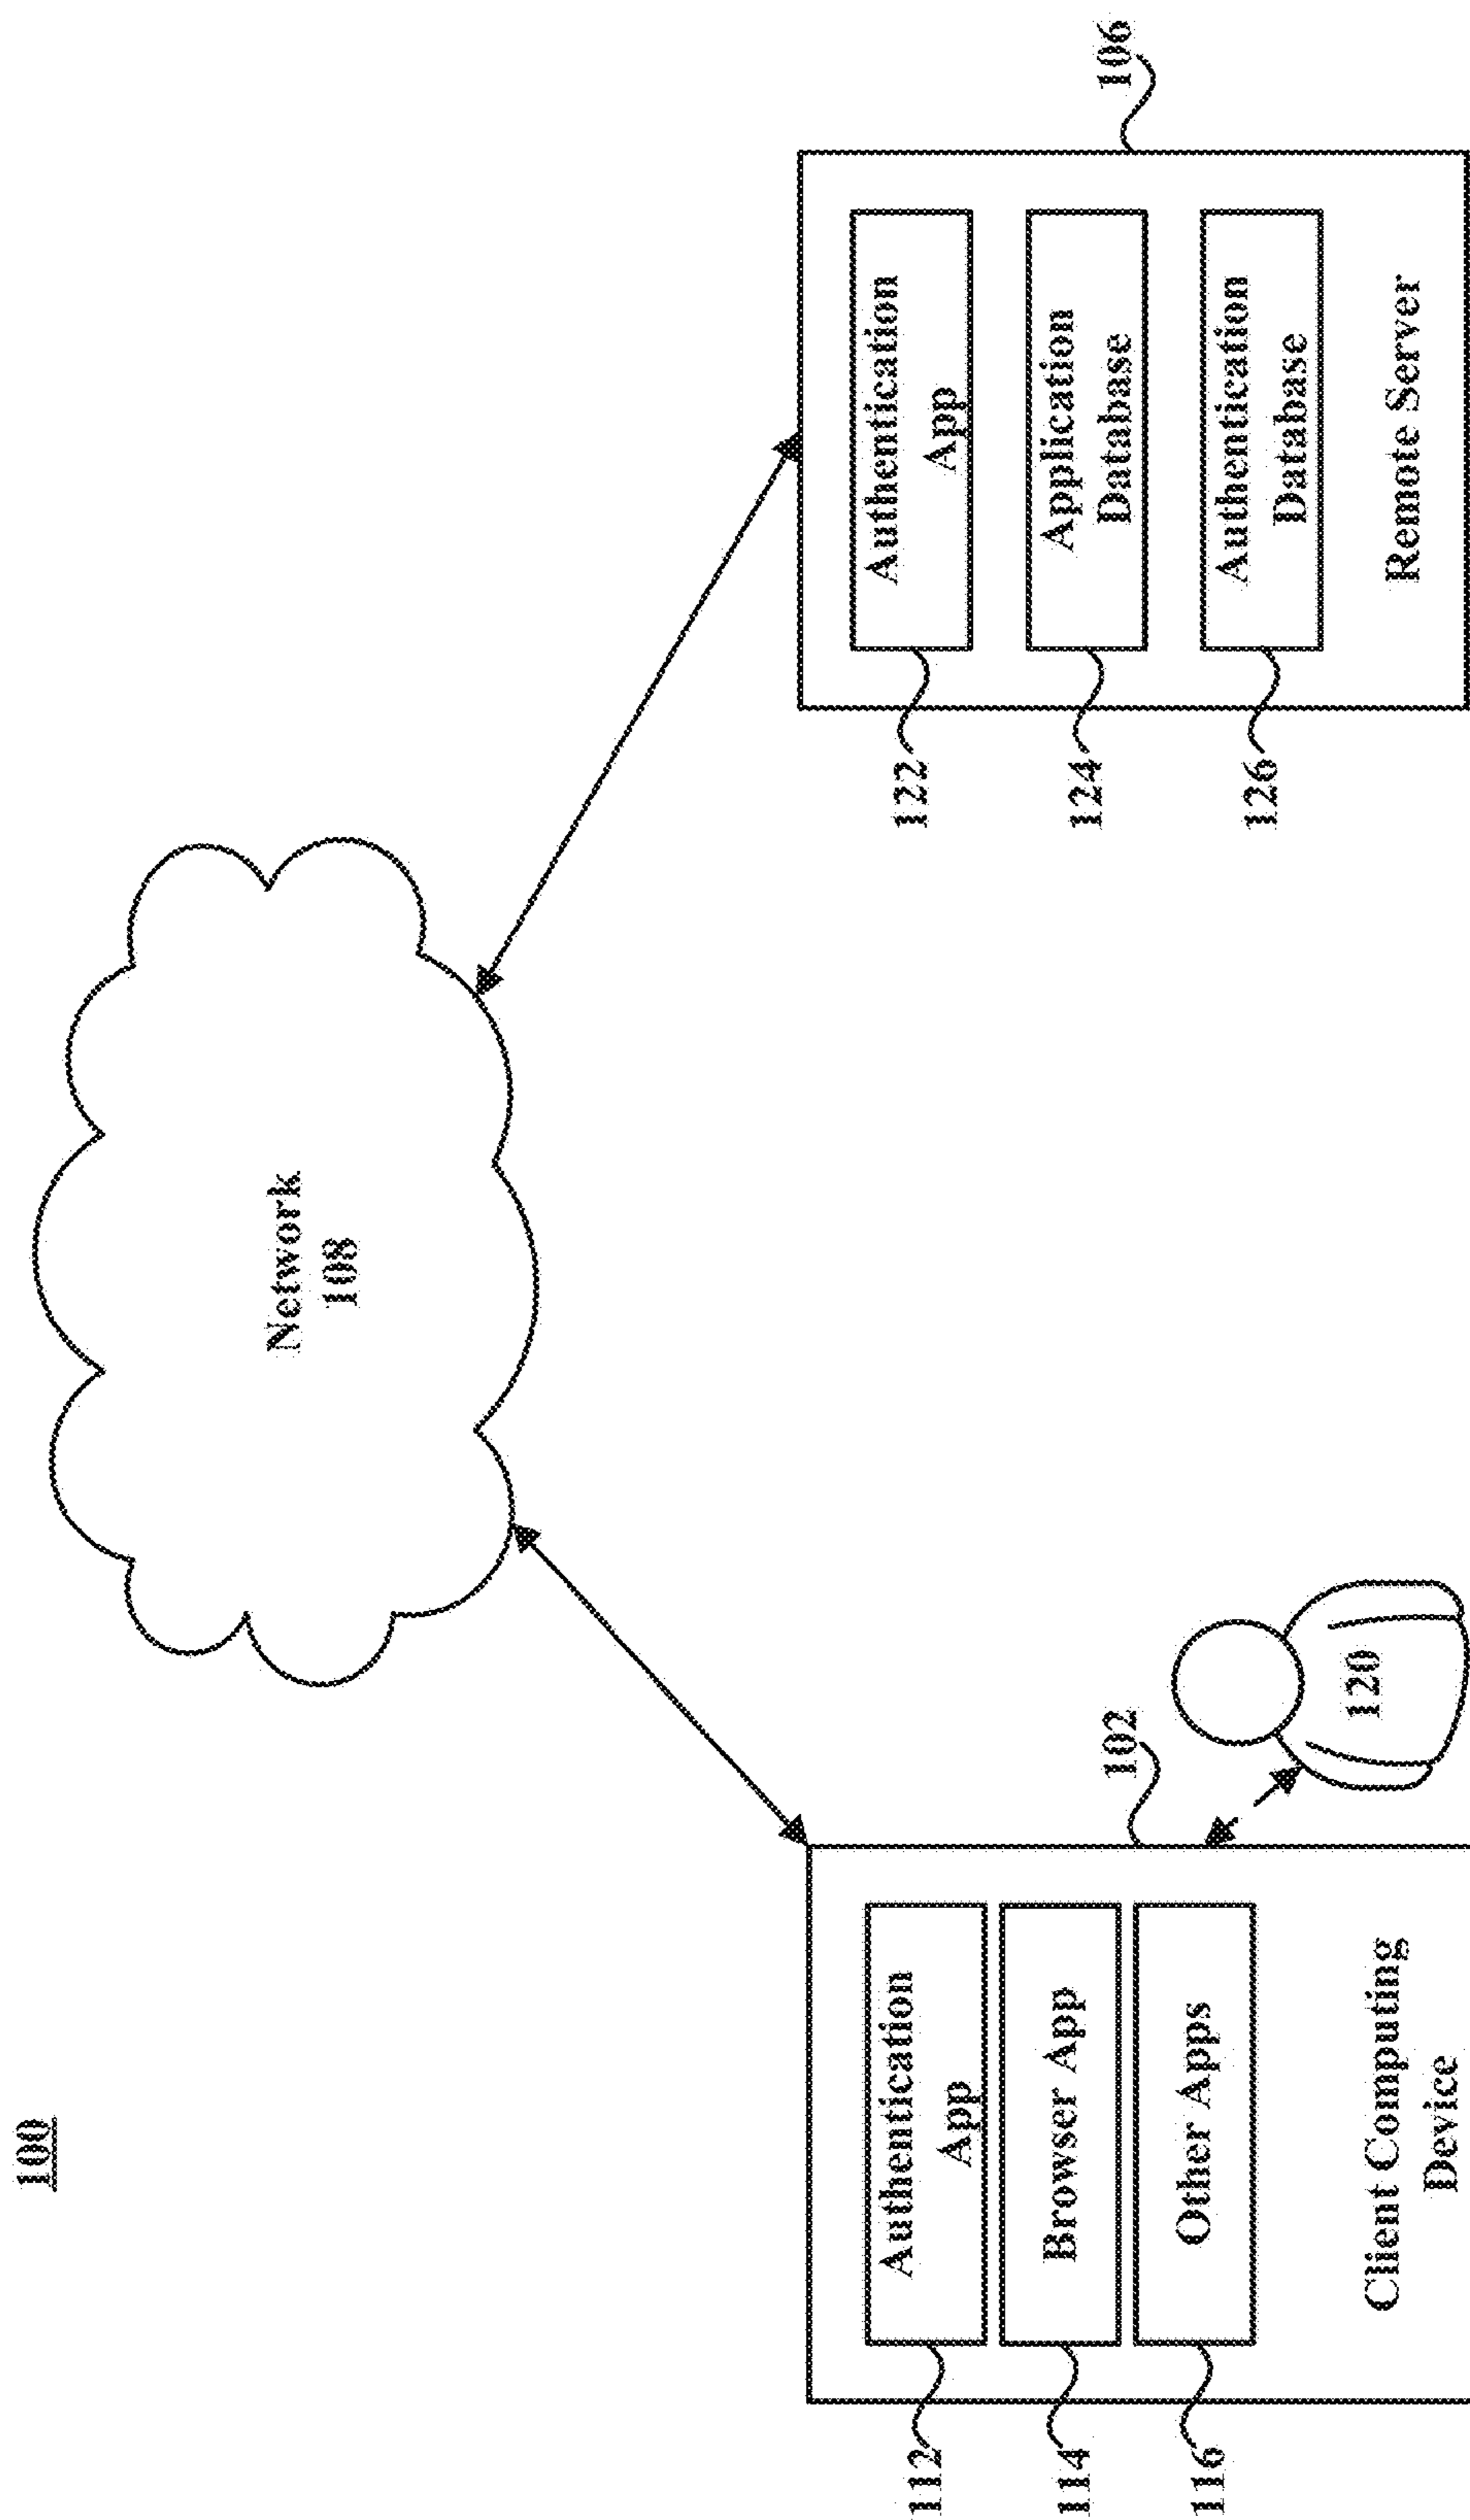 100
Network
108
102
120
112
Authentication
App
114
Browser App
116
Other Apps
Client Computing
Device
106
122
Authentication
App
124
Application
Database
126
Authentication
Database
Remote Server